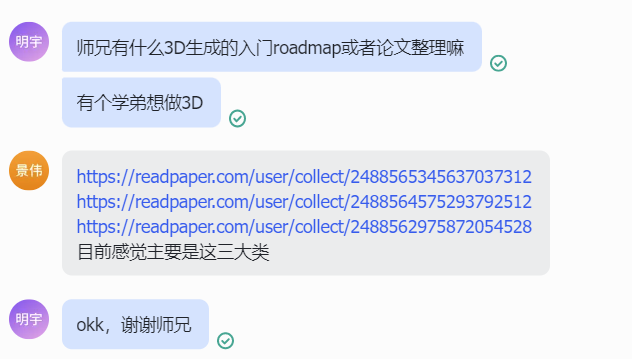 明宇
师兄有什么3D生成的入门roadmap或者论文整理嘛
有个学弟想做3D
景伟
https://readpaper.com/user/collect/2488565345637037312
https://readpaper.com/user/collect/2488564575293792512
https://readpaper.com/user/collect/2488562975872054528
目前感觉主要是这三大类
明宇
okk，谢谢师兄